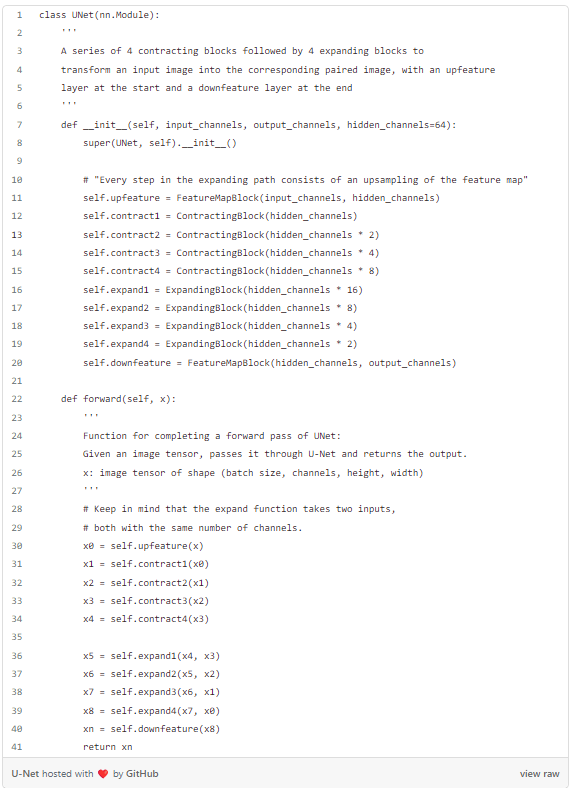 1 class UNet(nn.Module):
2     '''
3     A series of 4 contracting blocks followed by 4 expanding blocks to
4     transform an input image into the corresponding paired image, with an upfeature
5     layer at the start and a downfeature layer at the end
6     '''
7     def __init__(self, input_channels, output_channels, hidden_channels=64):
8         super(UNet, self).__init__()
9
10         # "Every step in the expanding path consists of an upsampling of the feature map"
11         self.upfeature = FeatureMapBlock(input_channels, hidden_channels)
12         self.contract1 = ContractingBlock(hidden_channels)
13         self.contract2 = ContractingBlock(hidden_channels * 2)
14         self.contract3 = ContractingBlock(hidden_channels * 4)
15         self.contract4 = ContractingBlock(hidden_channels * 8)
16         self.expand1 = ExpandingBlock(hidden_channels * 16)
17         self.expand2 = ExpandingBlock(hidden_channels * 8)
18         self.expand3 = ExpandingBlock(hidden_channels * 4)
19         self.expand4 = ExpandingBlock(hidden_channels * 2)
20         self.downfeature = FeatureMapBlock(hidden_channels, output_channels)
21
22     def forward(self, x):
23         '''
24         Function for completing a forward pass of UNet:
25         Given an image tensor, passes it through U-Net and returns the output.
26         x: image tensor of shape (batch size, channels, height, width)
27         '''
28         # Keep in mind that the expand function takes two inputs,
29         # both with the same number of channels.
30         x0 = self.upfeature(x)
31         x1 = self.contract1(x0)
32         x2 = self.contract2(x1)
33         x3 = self.contract3(x2)
34         x4 = self.contract4(x3)
35
36         x5 = self.expand1(x4, x3)
37         x6 = self.expand2(x5, x2)
38         x7 = self.expand3(x6, x1)
39         x8 = self.expand4(x7, x0)
40         xn = self.downfeature(x8)
41         return xn
U-Net hosted with ❤ by GitHub view raw